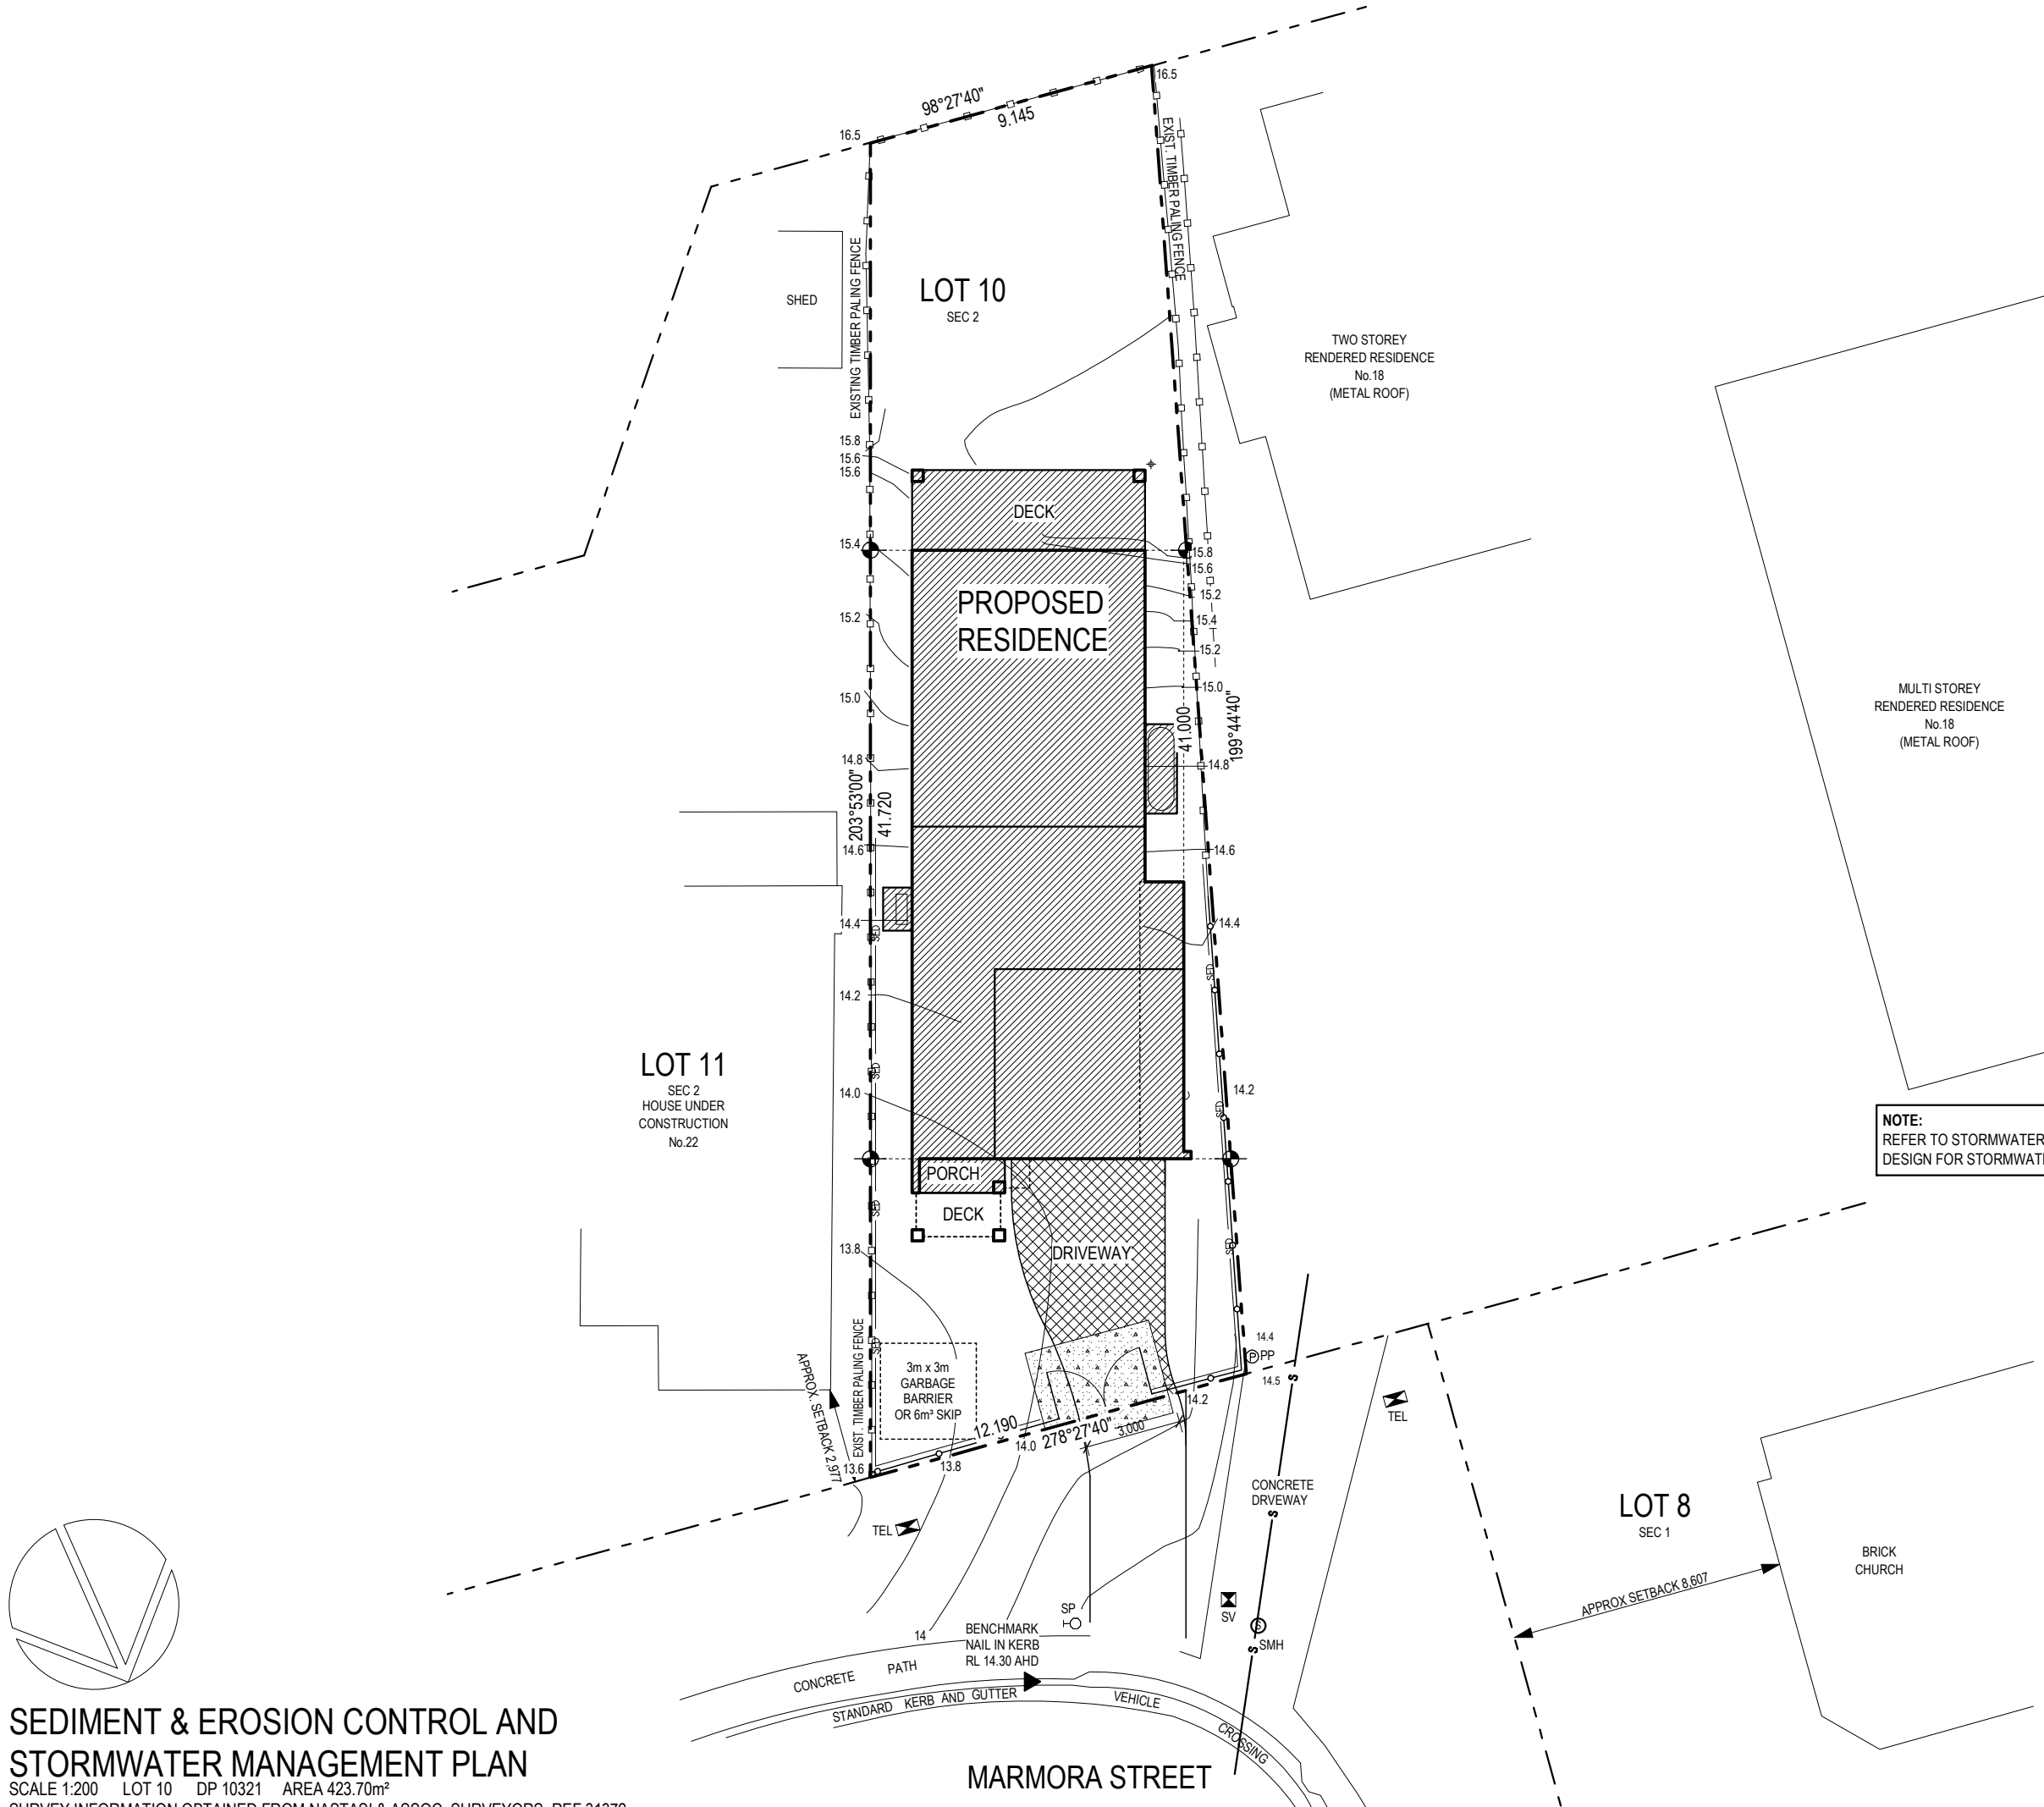 98°27'40"
9.145
16.5
16.5
EXISTING TIMBER PALING FENCE
EXIST. TIMBER PALING FENCE
SHED
LOT 10
SEC 2
TWO STOREY
RENDERED RESIDENCE
No.18
(METAL ROOF)
MULTI STOREY
RENDERED RESIDENCE
No.18
(METAL ROOF)
15.8
15.6
15.6
15.4
15.2
15.0
14.8
14.6
14.4
14.2
14.0
13.8
DECK
PROPOSED
RESIDENCE
15.8
15.6
15.2
15.4
15.2
15.0
14.8
14.6
14.4
14.2
203°53'00"
41.720
41.000
199°44'40"
SED
SED
SED
SED
SED
SED
SED
LOT 11
SEC 2
HOUSE UNDER
CONSTRUCTION
No.22
NOTE:
REFER TO STORMWATER
DESIGN FOR STORMWAT
PORCH
DECK
DRIVEWAY
3m x 3m
GARBAGE
BARRIER
OR 6m³ SKIP
EXIST. TIMBER PALING FENCE
APPROX. SETBACK 2,977
12.190
278°27'40"
3,000
13.6
13.8
14.0
14.2
14.4
P PP
14.5
S
TEL
TEL
CONCRETE
DRVEWAY
S
LOT 8
SEC 1
BRICK
CHURCH
APPROX SETBACK 8,607
SP
SV
S
SMH
S
14
BENCHMARK
NAIL IN KERB
RL 14.30 AHD
CONCRETE PATH
STANDARD KERB AND GUTTER
VEHICLE
CROSSING
MARMORA STREET
SEDIMENT & EROSION CONTROL AND
STORMWATER MANAGEMENT PLAN
SCALE 1:200 LOT 10 DP 10321 AREA 423.70m²